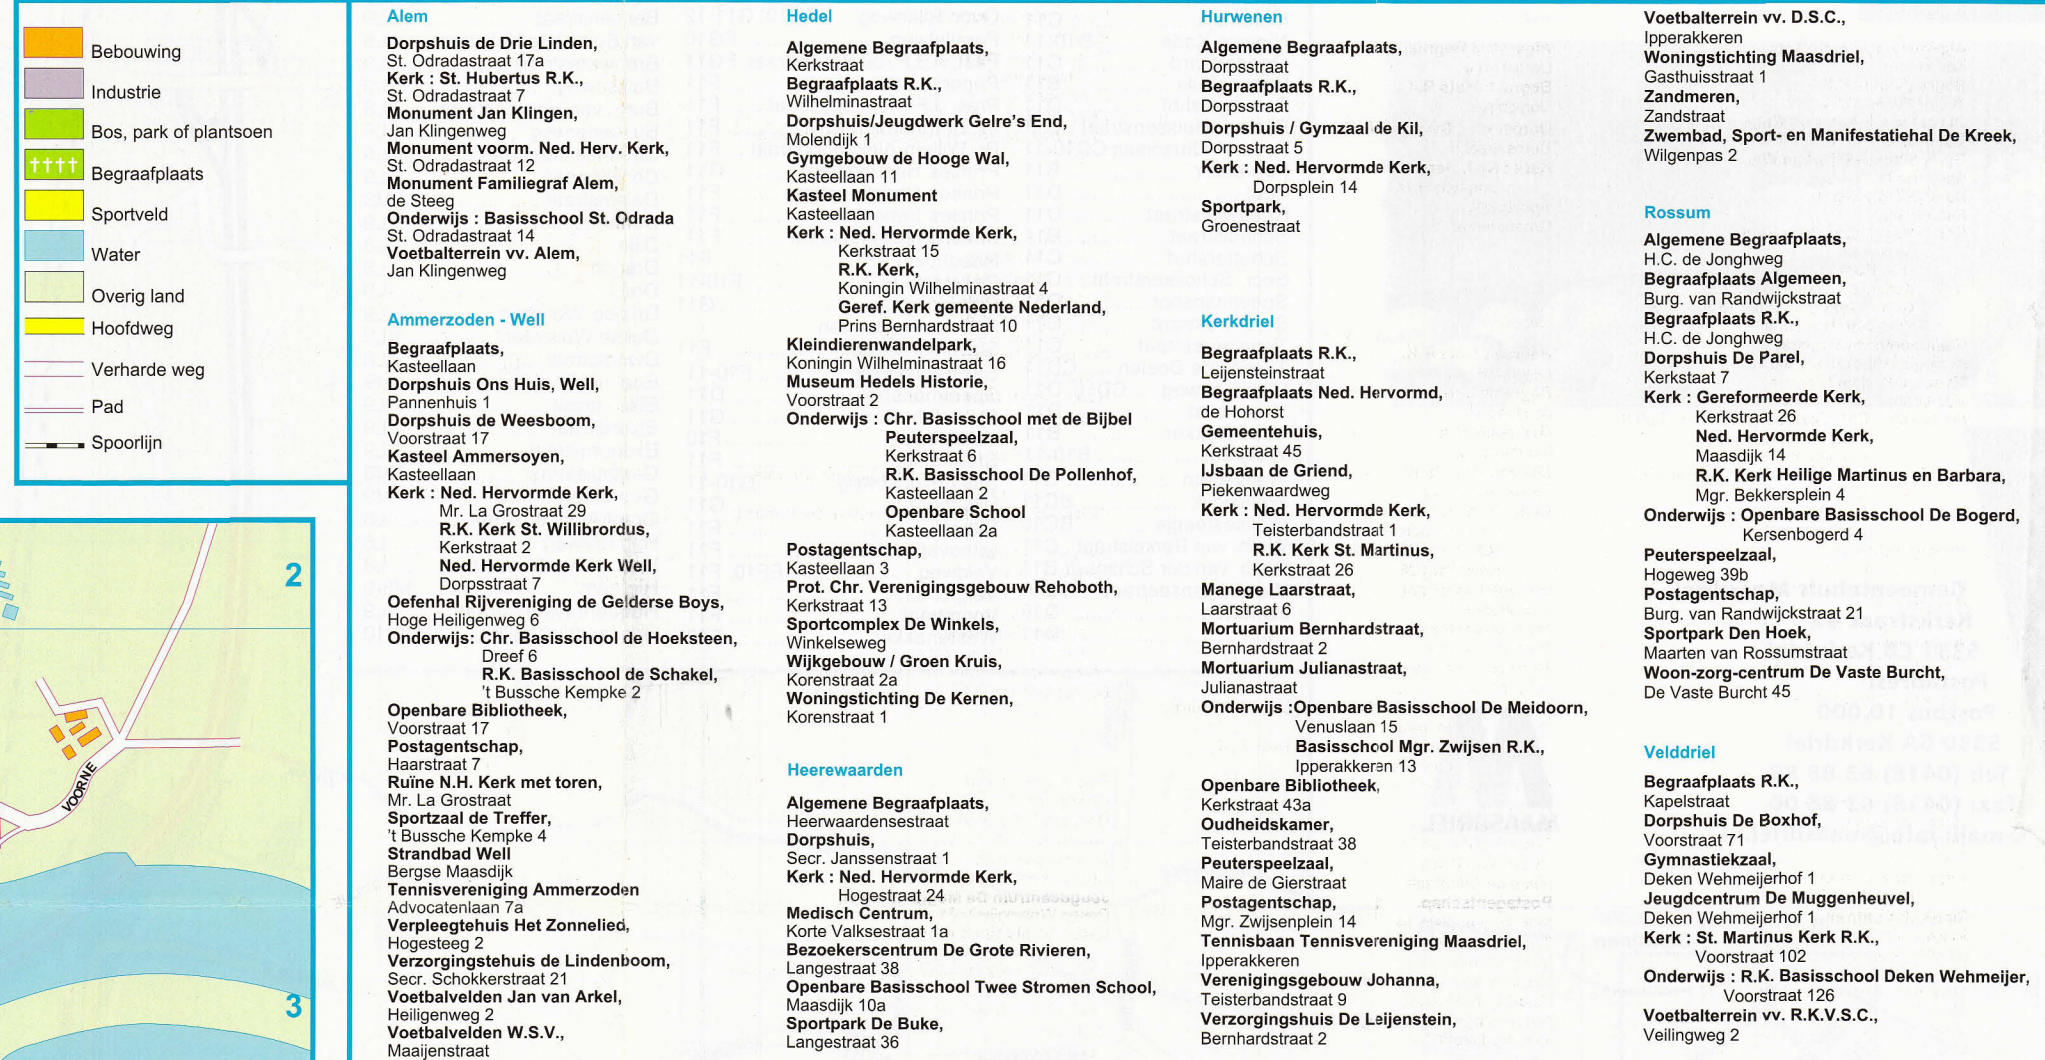 Bebouwing
Industrie
Bos, park of plantsoen
††††
Begraafplaats
Sportveld
Water
Overig land
Hoofdweg
Verharde weg
Pad
Spoorlijn
2
VOORNE
3
Alem
Dorpshuis de Drie Linden,
St. Odradastraat 17a
Kerk : St. Hubertus R.K.,
St. Odradastraat 7
Monument Jan Klingen,
Jan Klingenweg
Monument voorm. Ned. Herv. Kerk,
St. Odradastraat 12
Monument Familiegraf Alem,
de Steeg
Onderwijs : Basisschool St. Odrada
St. Odradastraat 14
Voetbalterrein vv. Alem,
Jan Klingenweg
Ammerzoden - Well
Begraafplaats,
Kasteellaan
Dorpshuis Ons Huis, Well,
Pannenhuis 1
Dorpshuis de Weesboom,
Voorstraat 17
Kasteel Ammersoyen,
Kasteellaan
Kerk : Ned. Hervormde Kerk,
Mr. La Grostraat 29
R.K. Kerk St. Willibrordus,
Kerkstraat 2
Ned. Hervormde Kerk Well,
Dorpsstraat 7
Oefenhal Rijvereniging de Gelderse Boys,
Hoge Heiligenweg 6
Onderwijs: Chr. Basisschool de Hoeksteen,
Dreef 6
R.K. Basisschool de Schakel,
't Bussche Kempke 2
Openbare Bibliotheek,
Voorstraat 17
Postagentschap,
Haarstraat 7
Ruïne N.H. Kerk met toren,
Mr. La Grostraat
Sportzaal de Treffer,
't Bussche Kempke 4
Strandbad Well
Bergse Maasdijk
Tennisvereniging Ammerzoden
Advocatenlaan 7a
Verpleegtehuis Het Zonnelied,
Hogesteeg 2
Verzorgingstehuis de Lindenboom,
Secr. Schokkerstraat 21
Voetbalvelden Jan van Arkel,
Heiligenweg 2
Voetbalvelden W.S.V.,
Maaijenstraat
Hedel
Algemene Begraafplaats,
Kerkstraat
Begraafplaats R.K.,
Wilhelminastraat
Dorpshuis/Jeugdwerk Gelre's End,
Molendijk 1
Gymgebouw de Hooge Wal,
Kasteellaan 11
Kasteel Monument
Kasteellaan
Kerk : Ned. Hervormde Kerk,
Kerkstraat 15
R.K. Kerk,
Koningin Wilhelminastraat 4
Geref. Kerk gemeente Nederland,
Prins Bernhardstraat 10
Kleindierenwandelpark,
Koningin Wilhelminastraat 16
Museum Hedels Historie,
Voorstraat 2
Onderwijs : Chr. Basisschool met de Bijbel
Peuterspeelzaal,
Kerkstraat 6
R.K. Basisschool De Pollenhof,
Kasteellaan 2
Openbare School
Kasteellaan 2a
Postagentschap,
Kasteellaan 3
Prot. Chr. Verenigingsgebouw Rehoboth,
Kerkstraat 13
Sportcomplex De Winkels,
Winkelseweg
Wijkgebouw / Groen Kruis,
Korenstraat 2a
Woningstichting De Kernen,
Korenstraat 1
Heerewaarden
Algemene Begraafplaats,
Heerwaardensestraat
Dorpshuis,
Secr. Janssenstraat 1
Kerk : Ned. Hervormde Kerk,
Hogestraat 24
Medisch Centrum,
Korte Valksestraat 1a
Bezoekerscentrum De Grote Rivieren,
Langestraat 38
Openbare Basisschool Twee Stromen School,
Maasdijk 10a
Sportpark De Buke,
Langestraat 36
Hurwenen
Algemene Begraafplaats,
Dorpsstraat
Begraafplaats R.K.,
Dorpsstraat
Dorpshuis / Gymzaal de Kil,
Dorpsstraat 5
Kerk : Ned. Hervormde Kerk,
Dorpsplein 14
Sportpark,
Groenestraat
Kerkdriel
Begraafplaats R.K.,
Leijensteinstraat
Begraafplaats Ned. Hervormd,
de Hohorst
Gemeentehuis,
Kerkstraat 45
IJsbaan de Griend,
Piekenwaardweg
Kerk : Ned. Hervormde Kerk,
Teisterbandstraat 1
R.K. Kerk St. Martinus,
Kerkstraat 26
Manege Laarstraat,
Laarstraat 6
Mortuarium Bernhardstraat,
Bernhardstraat 2
Mortuarium Julianastraat,
Julianastraat
Onderwijs :Openbare Basisschool De Meidoorn,
Venuslaan 15
Basisschool Mgr. Zwijsen R.K.,
Ipperakkeren 13
Openbare Bibliotheek,
Kerkstraat 43a
Oudheidskamer,
Teisterbandstraat 38
Peuterspeelzaal,
Maire de Gierstraat
Postagentschap,
Mgr. Zwijsenplein 14
Tennisbaan Tennisvereniging Maasdriel,
Ipperakkeren
Verenigingsgebouw Johanna,
Teisterbandstraat 9
Verzorgingshuis De Leijenstein,
Bernhardstraat 2
Voetbalterrein vv. D.S.C.,
Ipperakkeren
Woningstichting Maasdriel,
Gasthuisstraat 1
Zandmeren,
Zandstraat
Zwembad, Sport- en Manifestatiehal De Kreek,
Wilgenpas 2
Rossum
Algemene Begraafplaats,
H.C. de Jonghweg
Begraafplaats Algemeen,
Burg. van Randwijckstraat
Begraafplaats R.K.,
H.C. de Jonghweg
Dorpshuis De Parel,
Kerkstaat 7
Kerk : Gereformeerde Kerk,
Kerkstraat 26
Ned. Hervormde Kerk,
Maasdijk 14
R.K. Kerk Heilige Martinus en Barbara,
Mgr. Bekkersplein 4
Onderwijs : Openbare Basisschool De Bogerd,
Kersenbogerd 4
Peuterspeelzaal,
Hogeweg 39b
Postagentschap,
Burg. van Randwijckstraat 21
Sportpark Den Hoek,
Maarten van Rossumstraat
Woon-zorg-centrum De Vaste Burcht,
De Vaste Burcht 45
Velddriel
Begraafplaats R.K.,
Kapelstraat
Dorpshuis De Boxhof,
Voorstraat 71
Gymnastiekzaal,
Deken Wehmeijerhof 1
Jeugdcentrum De Muggenheuvel,
Deken Wehmeijerhof 1
Kerk : St. Martinus Kerk R.K.,
Voorstraat 102
Onderwijs : R.K. Basisschool Deken Wehmeijer,
Voorstraat 126
Voetbalterrein vv. R.K.V.S.C.,
Veilingweg 2